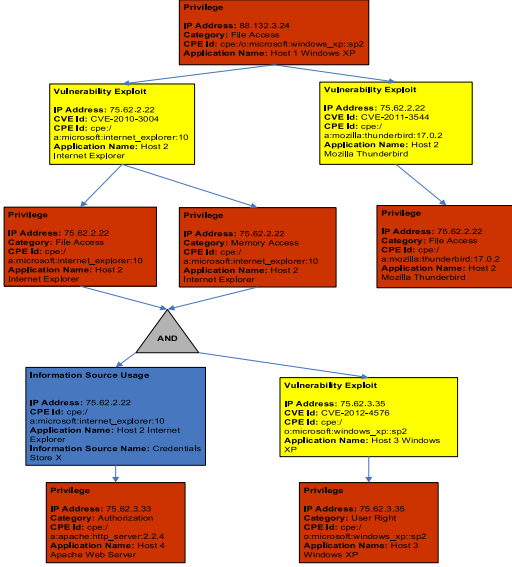 Privilege
IP Address: 68.132.3.24
Category: File Access
CPE Id: cpe:/o:microsoft:windows_xp::sp2
Application Name: Host 1 Windows XP
Vulnerability Exploit
IP Address: 75.62.2.22
CVE Id: CVE-2010-3004
CPE Id: cpe:/
a:microsoft:internet_explorer:10
Application Name: Host 2
Internet Explorer
Vulnerability Exploit
IP Address: 75.62.2.22
CVE Id: CVE-2011-3544
CPE Id: cpe:/
a:mozilla:thunderbird:17.0.2
Application Name: Host 2
Mozilla Thunderbird
Privilege
IP Address: 75.62.2.22
Category: File Access
CPE Id: cpe:/
a:microsoft:internet_explorer:10
Application Name: Host 2
Internet Explorer
Privilege
IP Address: 75.62.2.22
Category: Memory Access
CPE Id: cpe:/
a:microsoft:internet_explorer:10
Application Name: Host 2
Internet Explorer
Privilege
IP Address: 75.62.2.22
Category: File Access
CPE Id: cpe:/
a:mozilla:thunderbird:17.0.2
Application Name: Host 2
Mozilla Thunderbird
AND
Information Source Usage
IP Address: 75.62.2.22
CPE Id: cpe:/
a:microsoft:internet_explorer:10
Application Name: Host 2 Internet
Explorer
Information Source Name: Credentials
Store X
Vulnerability Exploit
IP Address: 75.62.3.35
CVE Id: CVE-2012-4576
CPE Id: cpe:/
o:microsoft:windows_xp::sp2
Application Name: Host 3 Windows
XP
Privilege
IP Address: 75.62.3.33
Category: Authorization
CPE Id: cpe:/
a:apache:http_server:2.2.4
Application Name: Host 4
Apache Web Server
Privilege
IP Address: 75.62.3.35
Category: User Right
CPE Id: cpe:/
o:microsoft:windows_xp::sp2
Application Name: Host 3
Windows XP